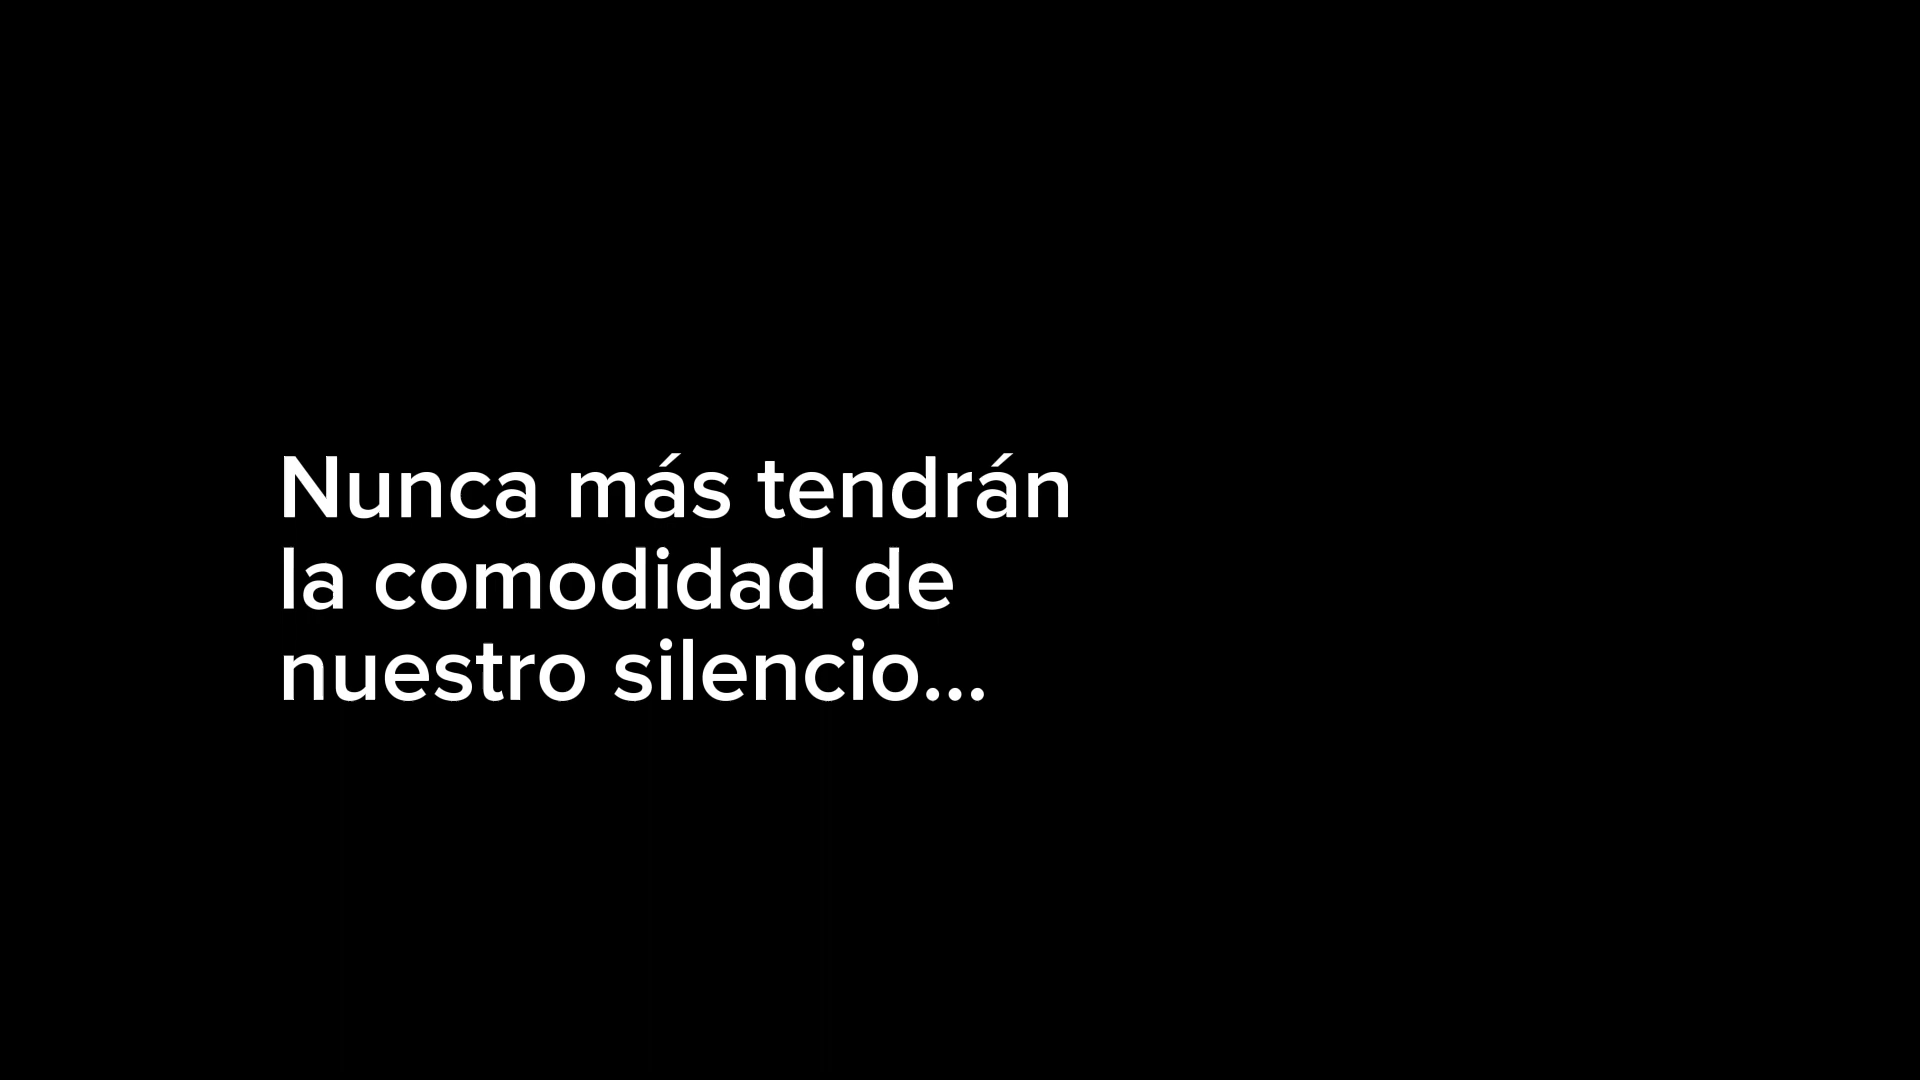 Nunca más tendrán
la comodidad de
nuestro silencio...